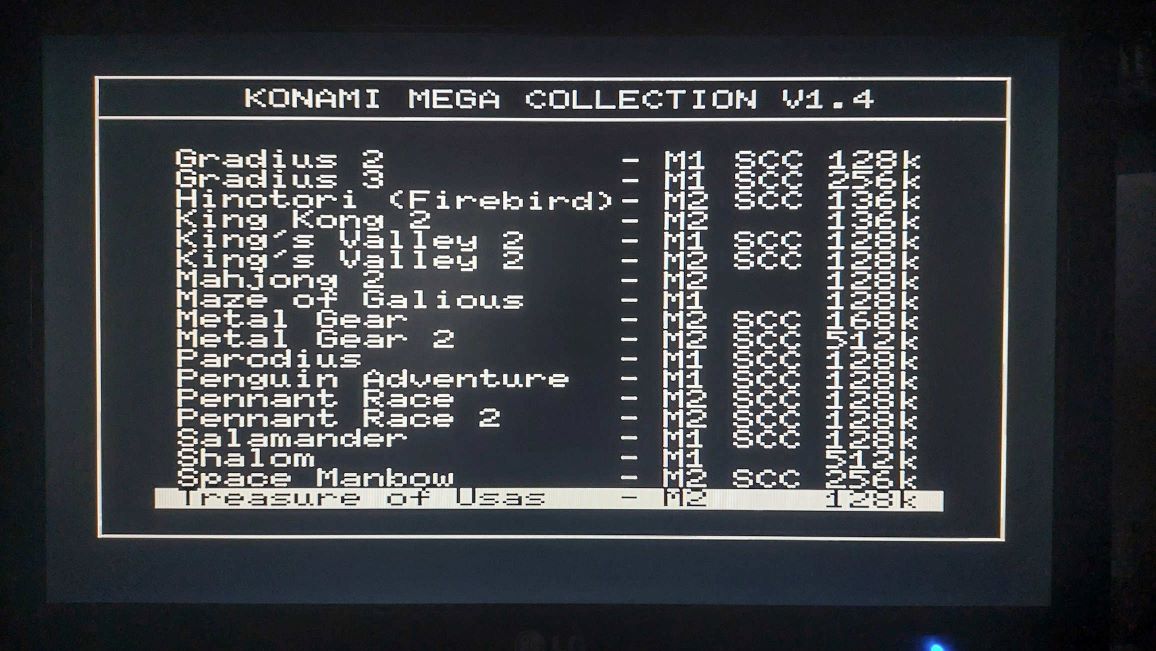 KONAMI MEGA COLLECTION V1.4
Gradius 2 - M1 SCC 128k
Gradius 3 - M1 SCC 256k
Hinotori (Firebird)- M2 SCC 136k
King Kong 2 - M2 136k
King's Valley 2 - M1 SCC 128k
King's Valley 2 - M2 SCC 128k
Mahjong 2 - M2 128k
Maze of Galious - M1 128k
Metal Gear - M2 SCC 168k
Metal Gear 2 - M2 SCC 512k
Parodius - M1 SCC 128k
Penguin Adventure - M1 SCC 128k
Pennant Race - M2 SCC 128k
Pennant Race 2 - M2 SCC 128k
Salamander - M1 SCC 128k
Shalom - M1 512k
Space Manbow - M2 SCC 256k
Treasure of Usas - M2 128k
LG